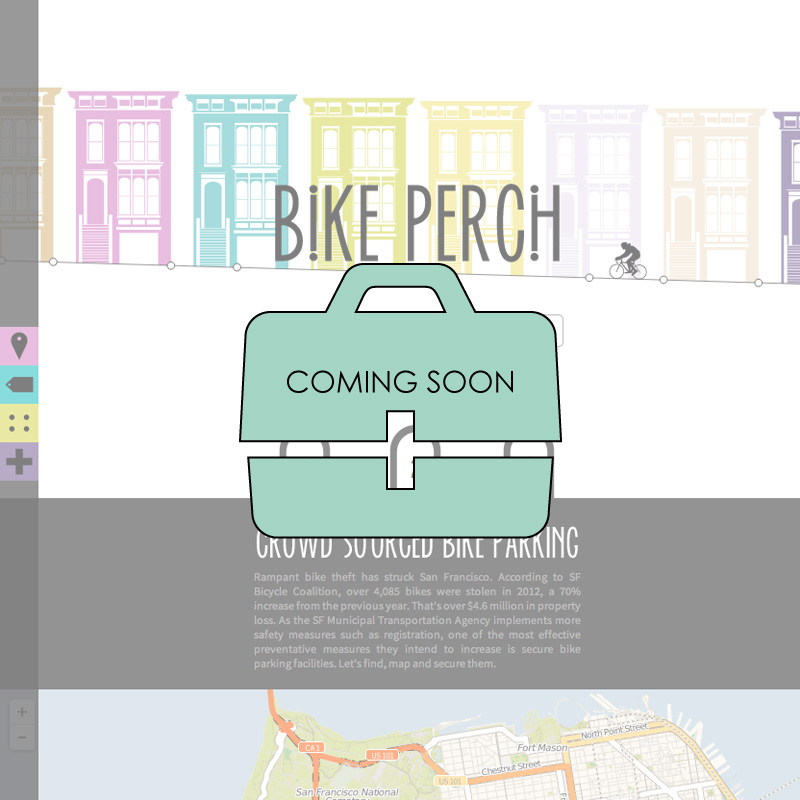 BIKE PERCH
COMING SOON
CROWD SOURCED BIKE PARKING
Rampant bike theft has struck San Francisco. According to SF
Bicycle Coalition, over 4,085 bikes were stolen in 2012, a 70%
increase from the previous year. That's over $4.6 million in property
loss. As the SF Municipal Transportation Agency implements more
safety measures such as registration, one of the most effective
preventative measures they intend to increase is secure bike
parking facilities. Let's find, map and secure them.
+
−
North Point Street
CA 1
US 101
Fort Mason
Chestnut Street
US 101
San Francisco National
Cemetery